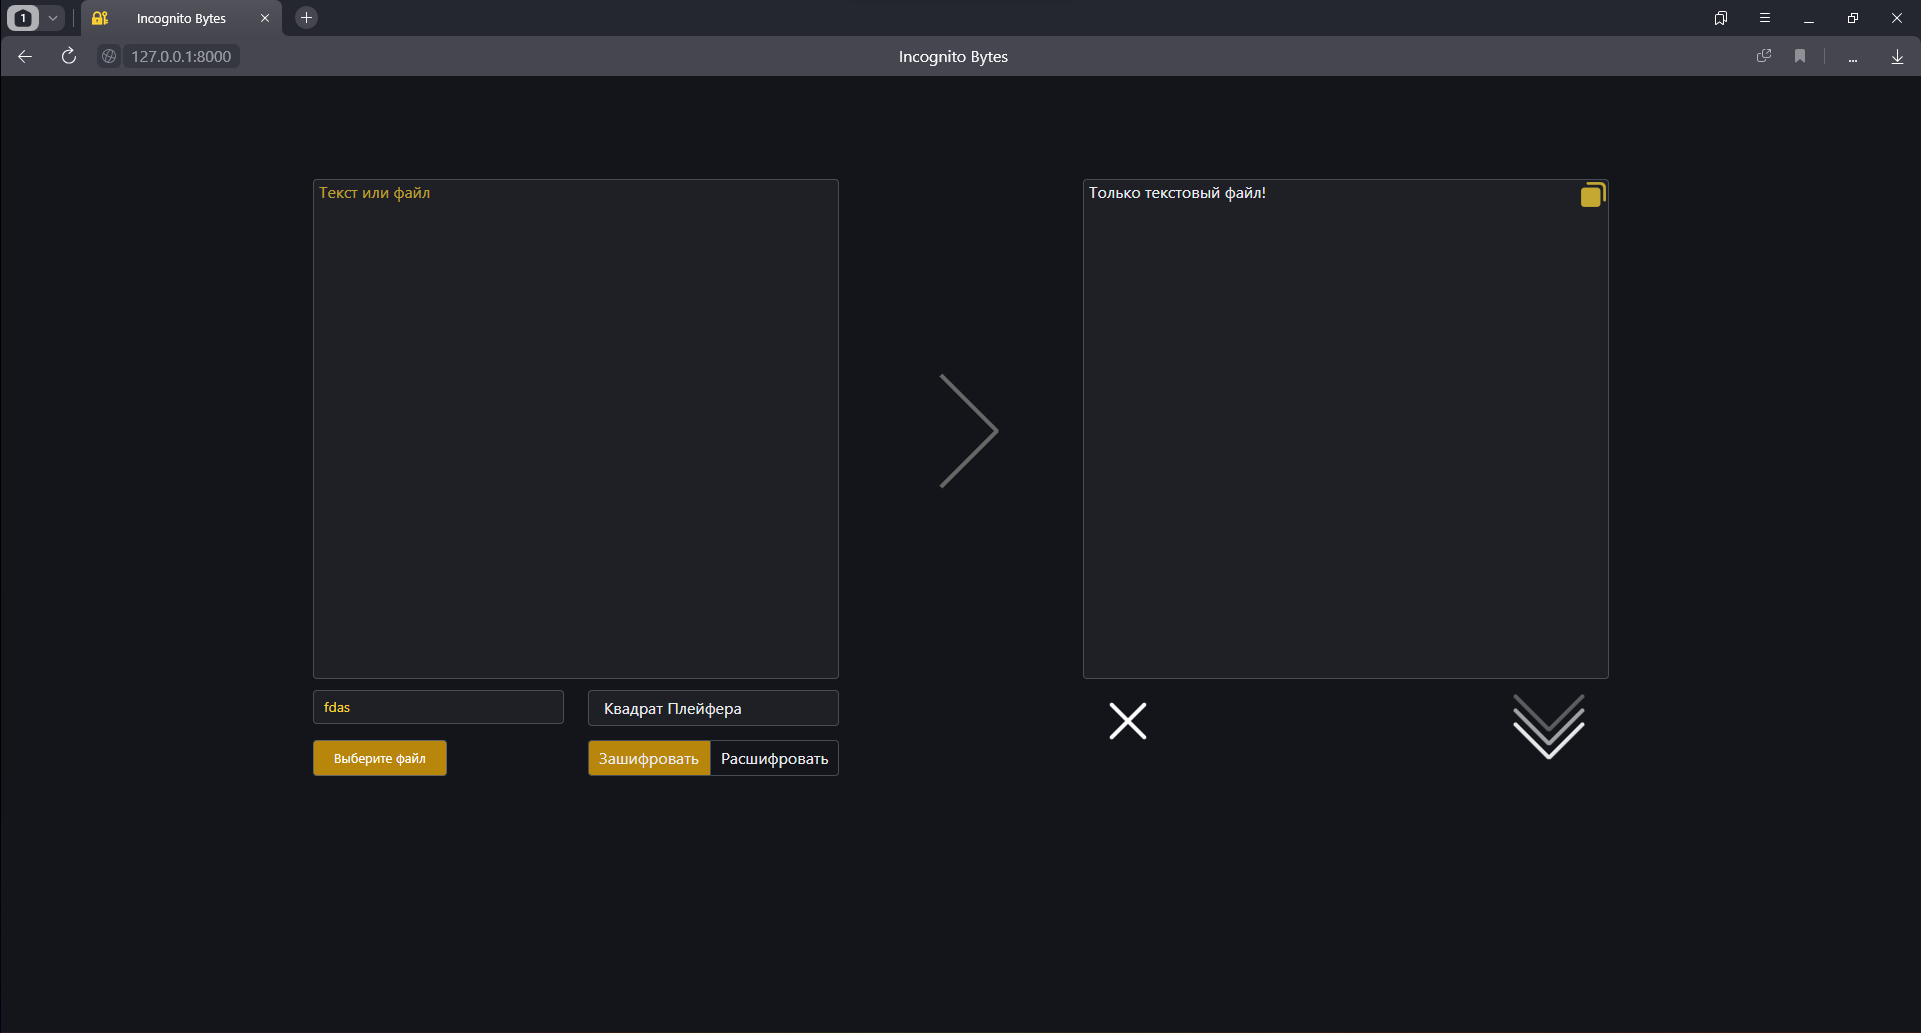 1
Incognito Bytes
127.0.0.1:8000
Incognito Bytes
Текст или файл
Только текстовый файл!
fdas
Квадрат Плейфера
Выберите файл
Зашифровать
Расшифровать